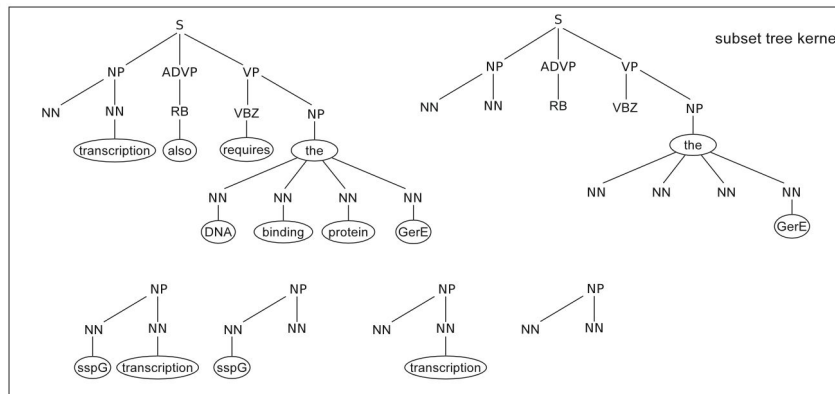 S
S
subset tree kerne
NP ADVP VP
NP ADVP VP
NN NN RB VBZ NP
NN NN RB VBZ NP
transcription also requires the
the
NN NN NN NN
NN NN NN NN
DNA binding protein GerE
GerE
NP NP NP NP
NN NN NN NN NN NN NN NN
sspG transcription sspG transcription